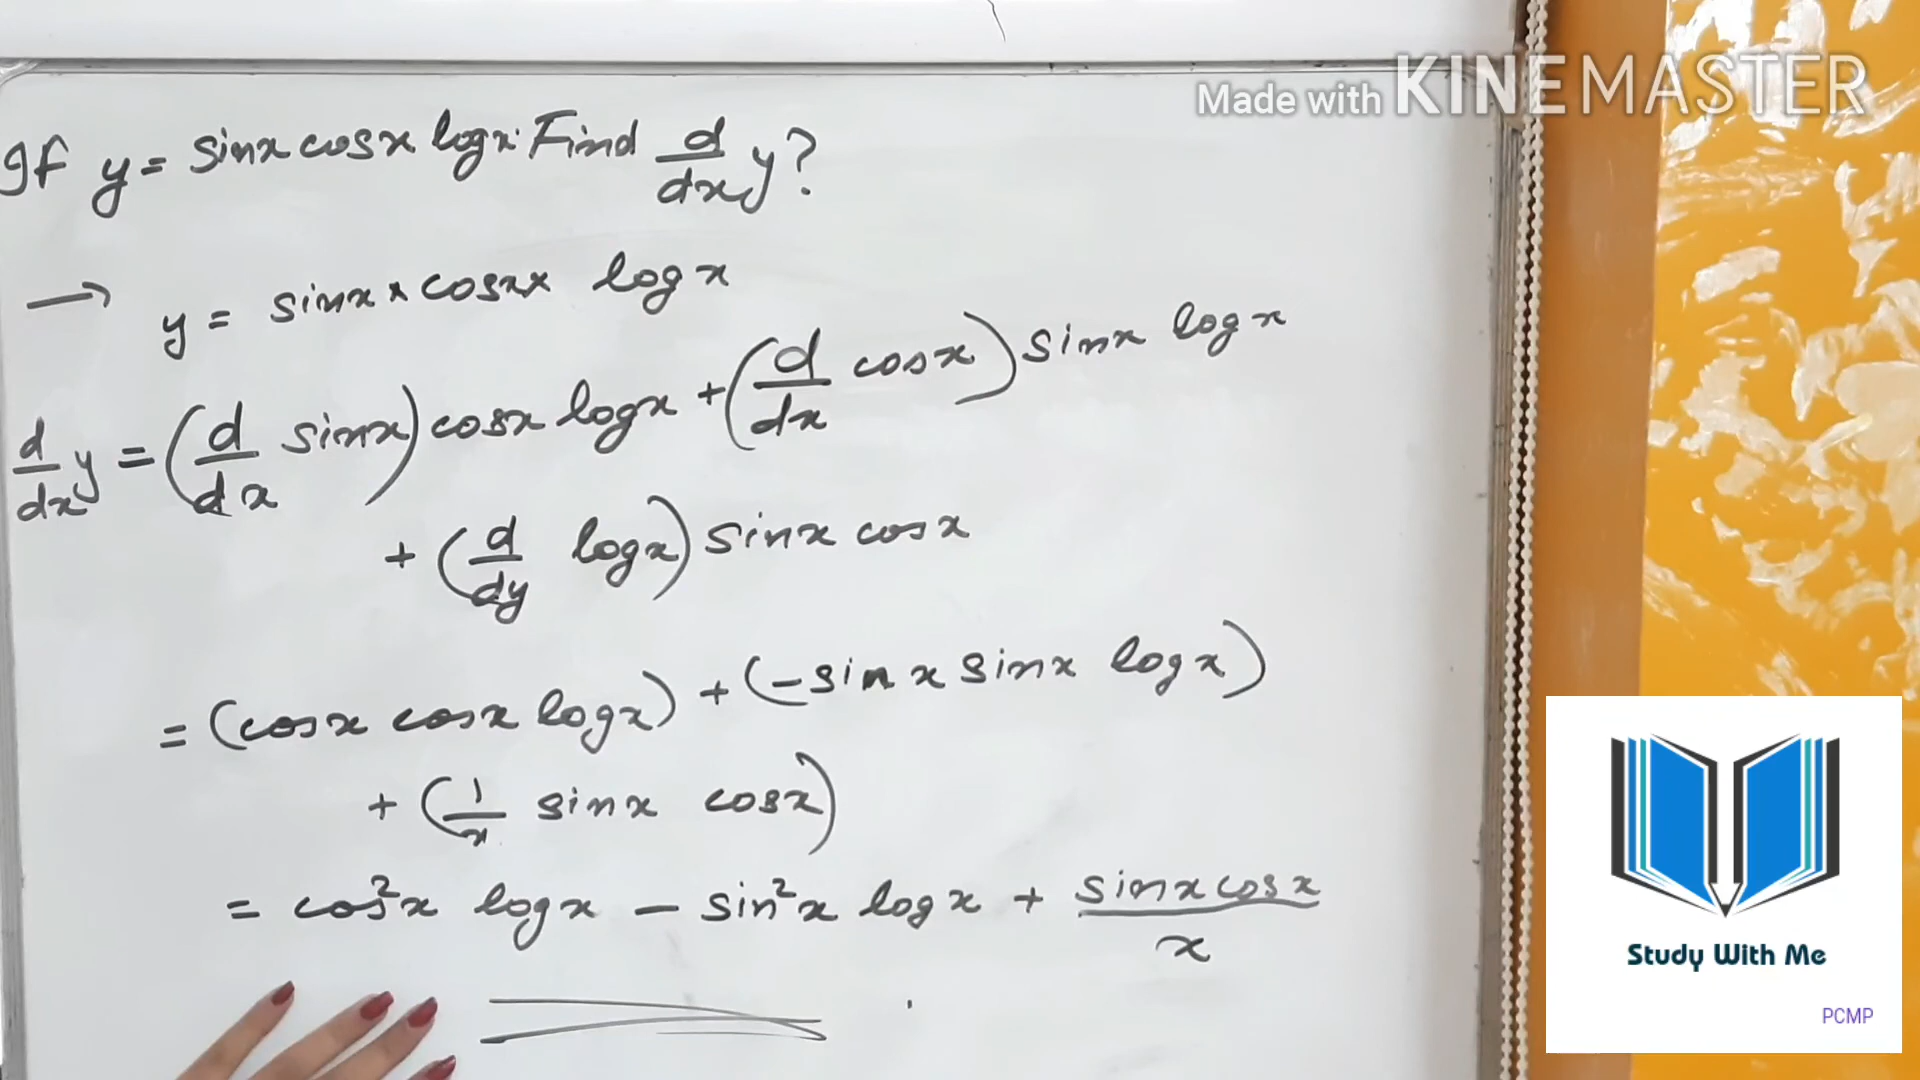 Made with KINEMASTER
If y = sinx cosx logx. Find d/dx y?
→ y = sinx × cosx × logx
d/dx y = (d/dx sinx) cosx logx + (d/dx cosx) sinx logx
+ (d/dy logx) sinx cosx
= (cosx cosx logx) + (-sinx sinx logx)
+ (1/x sinx cosx)
= cos²x logx - sin²x logx + sinx cosx/x
Study With Me
PCMP